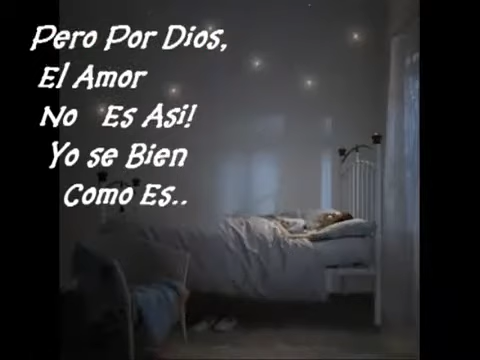 Pero Por Dios,
El Amor
No Es Asi!
Yo se Bien
Como Es..